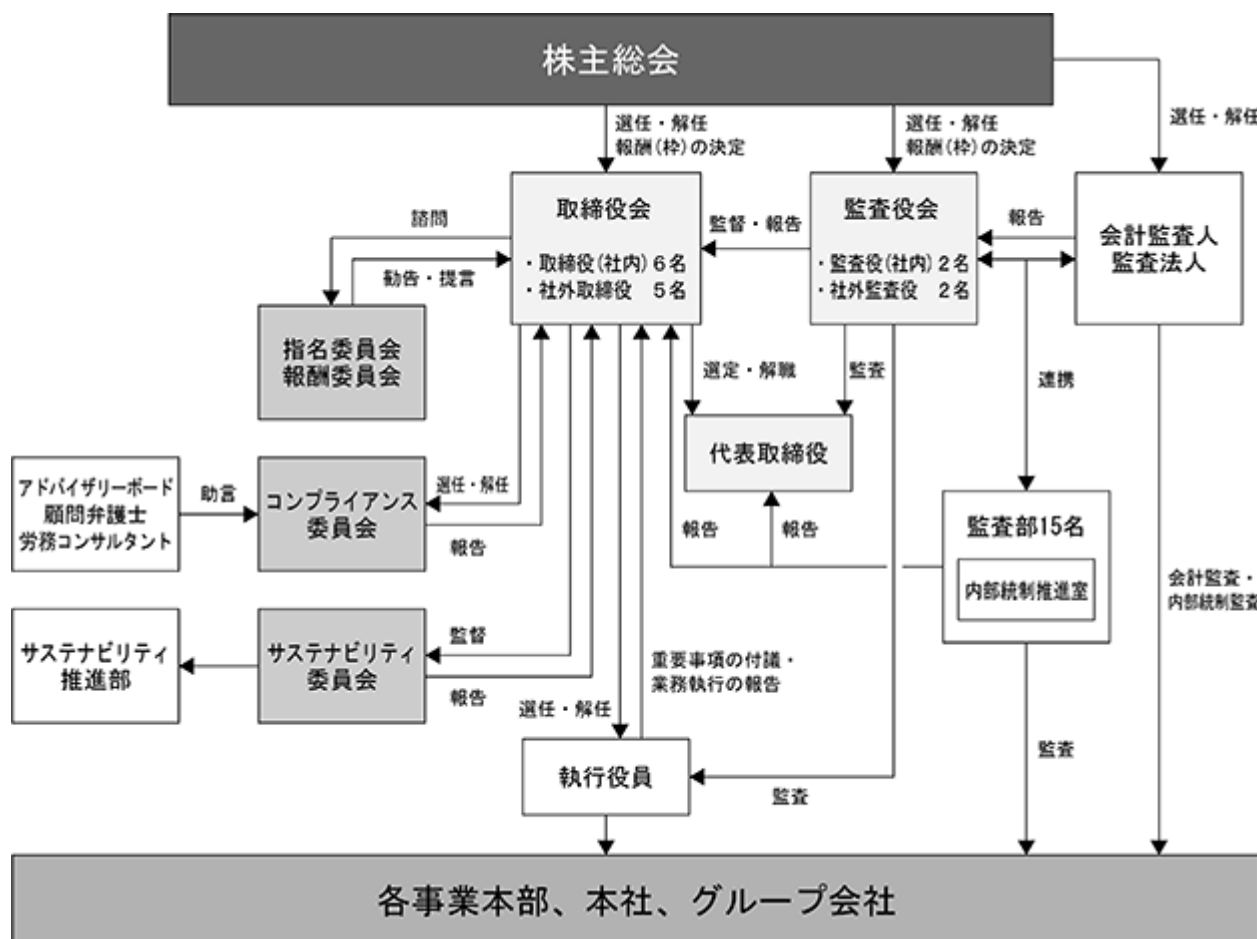 株主総会
選任・解任
報酬(枠)の決定
選任・解任
報酬(枠)の決定
選任・解任
取締役会
・取締役(社内)6名
・社外取締役 5名
監督・報告
監査役会
・監査役(社内)2名
・社外監査役 2名
報告
会計監査人
監査法人
諮問
勧告・提言
指名委員会
報酬委員会
選定・解職
監査
連携
代表取締役
アドバイザリーボード
顧問弁護士
労務コンサルタント
助言
コンプライアンス
委員会
選任・解任
報告
報告
報告
監査部15名
内部統制推進室
会計監査・
内部統制監査
サステナビリティ
推進部
サステナビリティ
委員会
監督
報告
選任・解任
重要事項の付議・
業務執行の報告
執行役員
監査
監査
各事業本部、本社、グループ会社